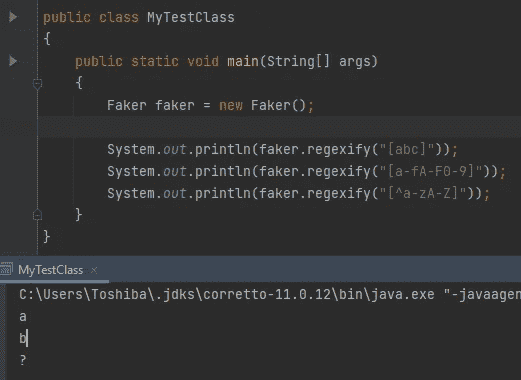 public class MyTestClass
{
public static void main(String[] args)
{
Faker faker = new Faker();
System.out.println(faker.regexify("[abc]"));
System.out.println(faker.regexify("[a-fA-F0-9]"));
System.out.println(faker.regexify("[^a-zA-Z]"));
}
}
MyTestClass ×
C:\Users\Toshiba\.jdks\corretto-11.0.12\bin\java.exe "-javaagen
a
b
?